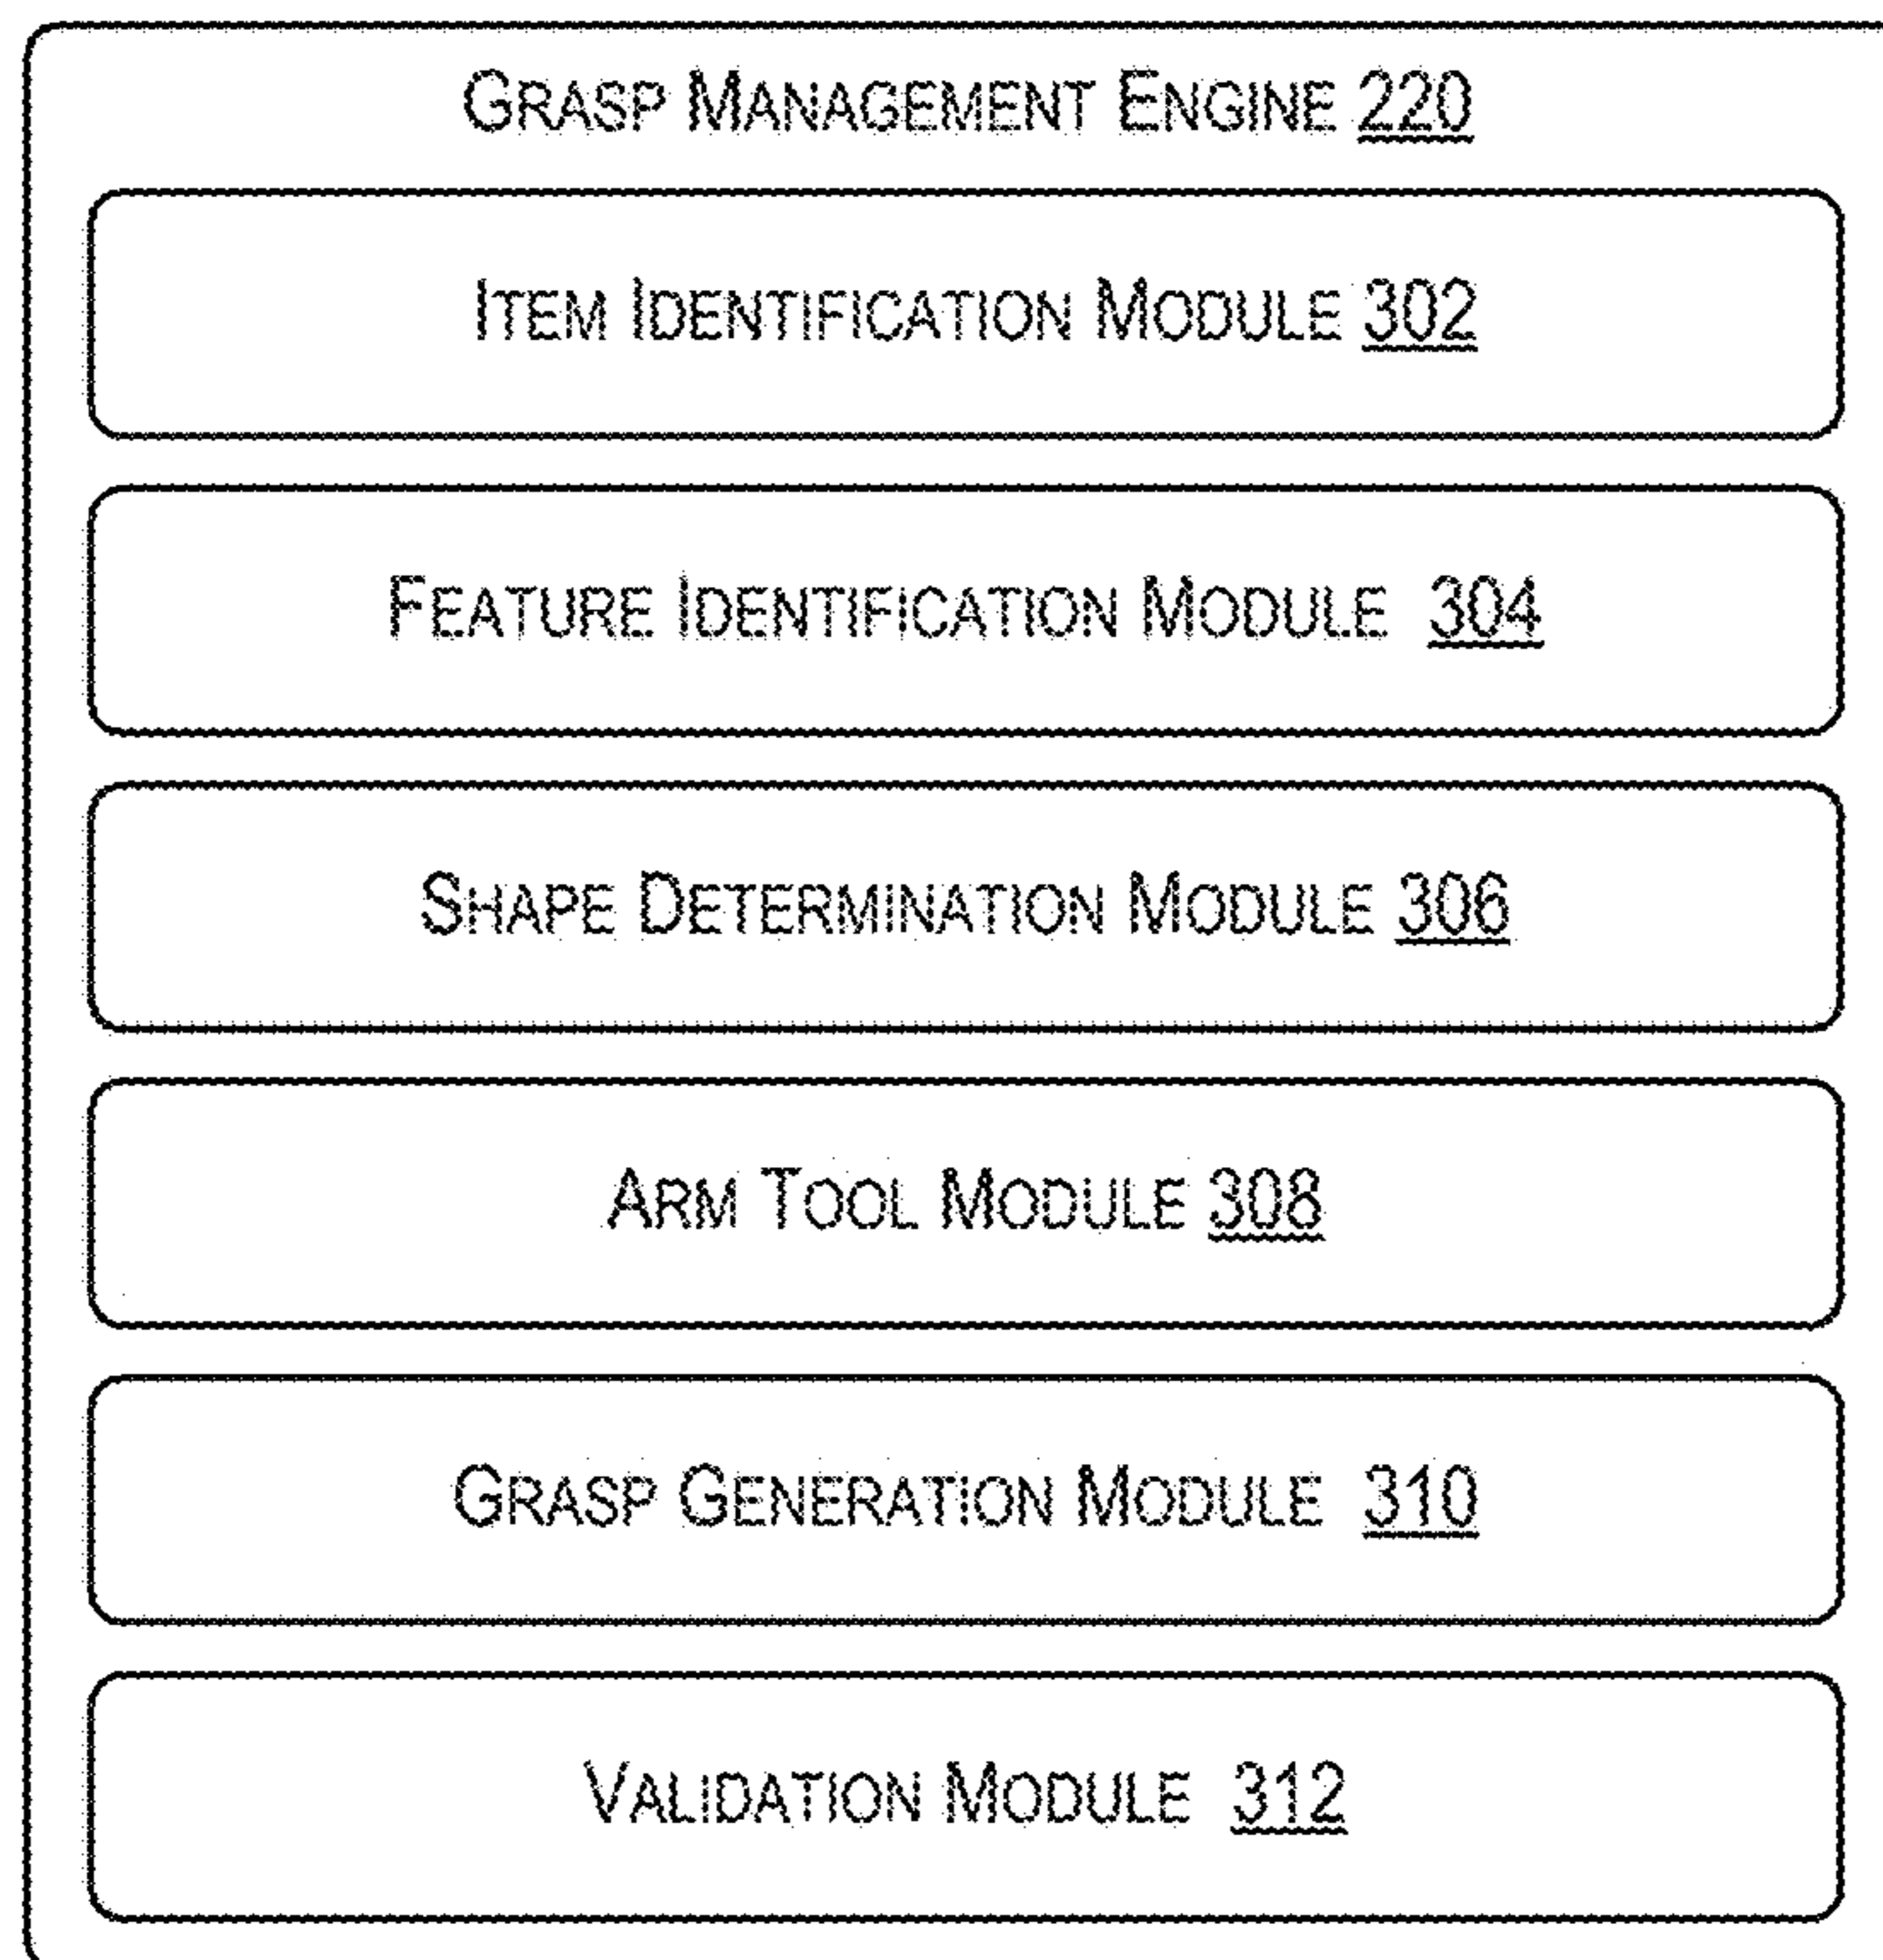 GRASP MANAGEMENT ENGINE 220
ITEM IDENTIFICATION MODULE 302
FEATURE IDENTIFICATION MODULE 304
SHAPE DETERMINATION MODULE 306
ARM TOOL MODULE 308
GRASP GENERATION MODULE 310
VALIDATION MODULE 312